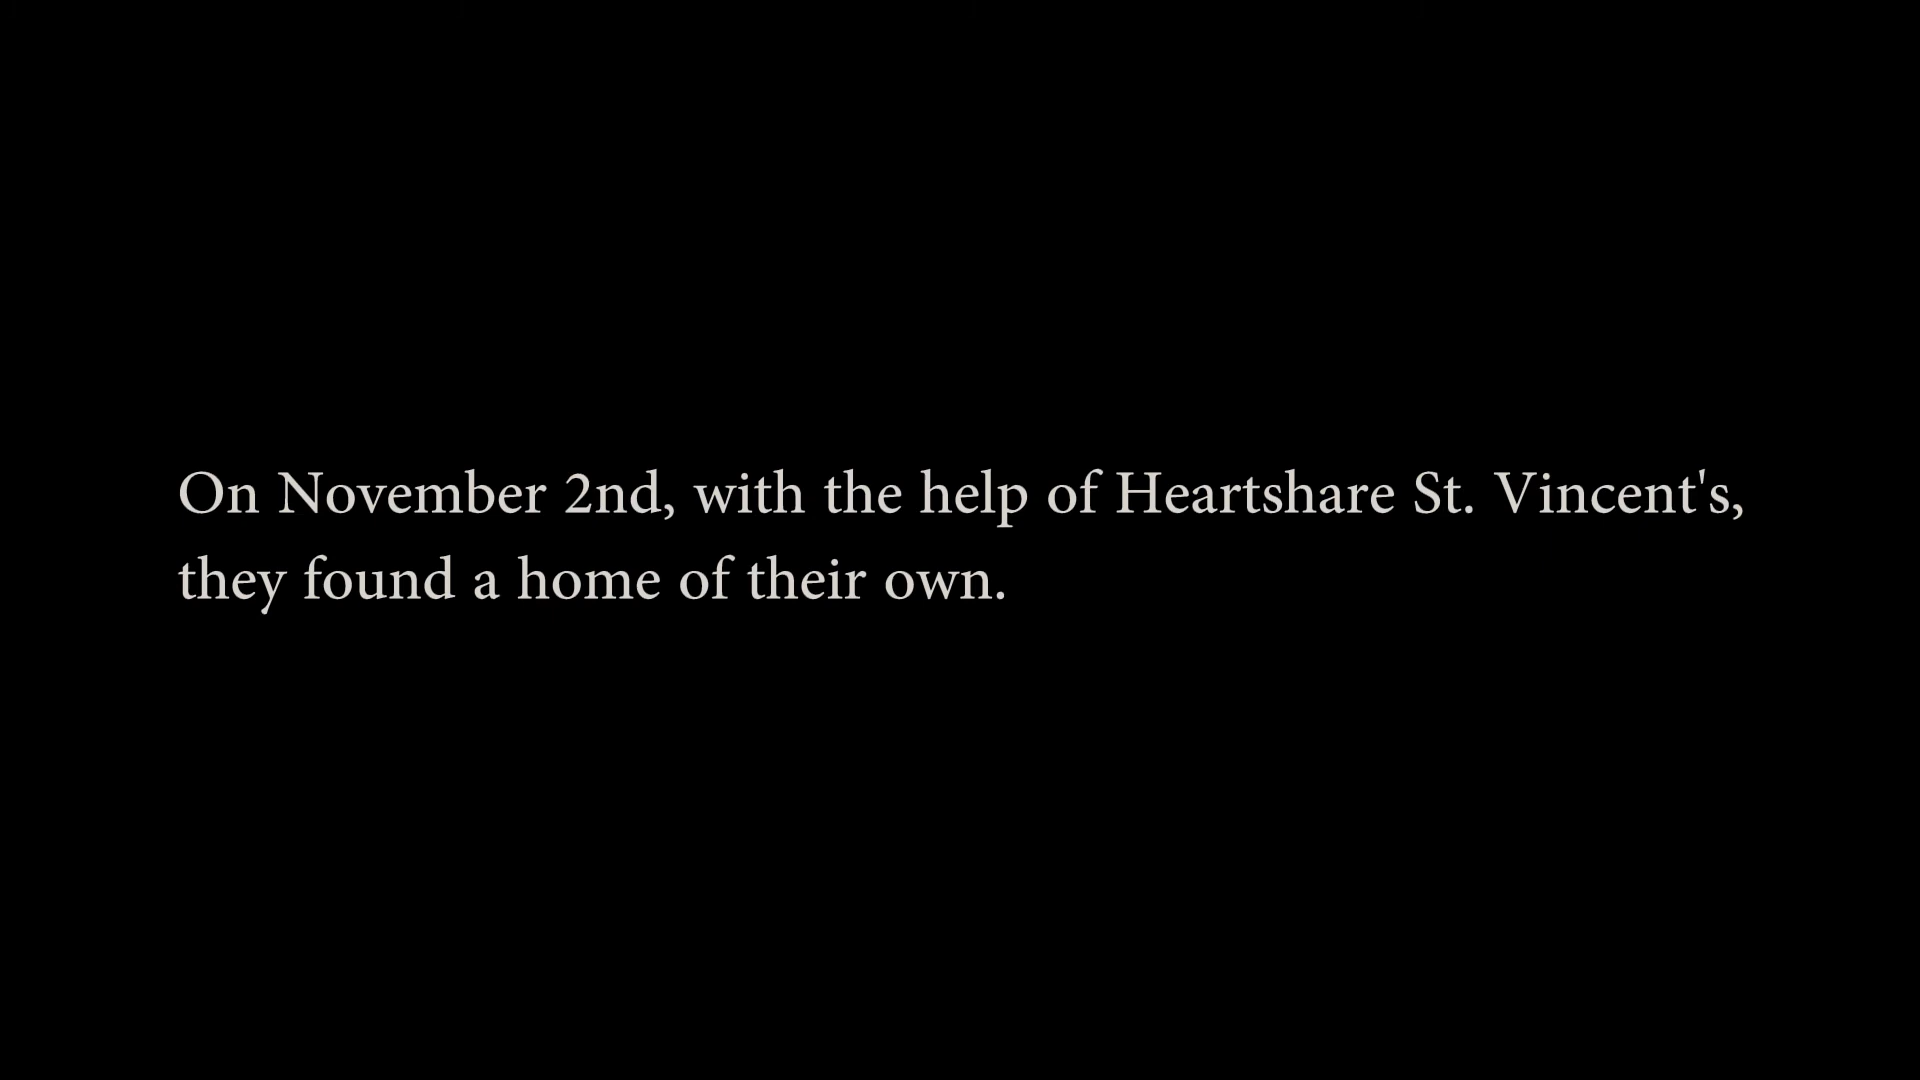 On November 2nd, with the help of Heartshare St. Vincent's,
they found a home of their own.